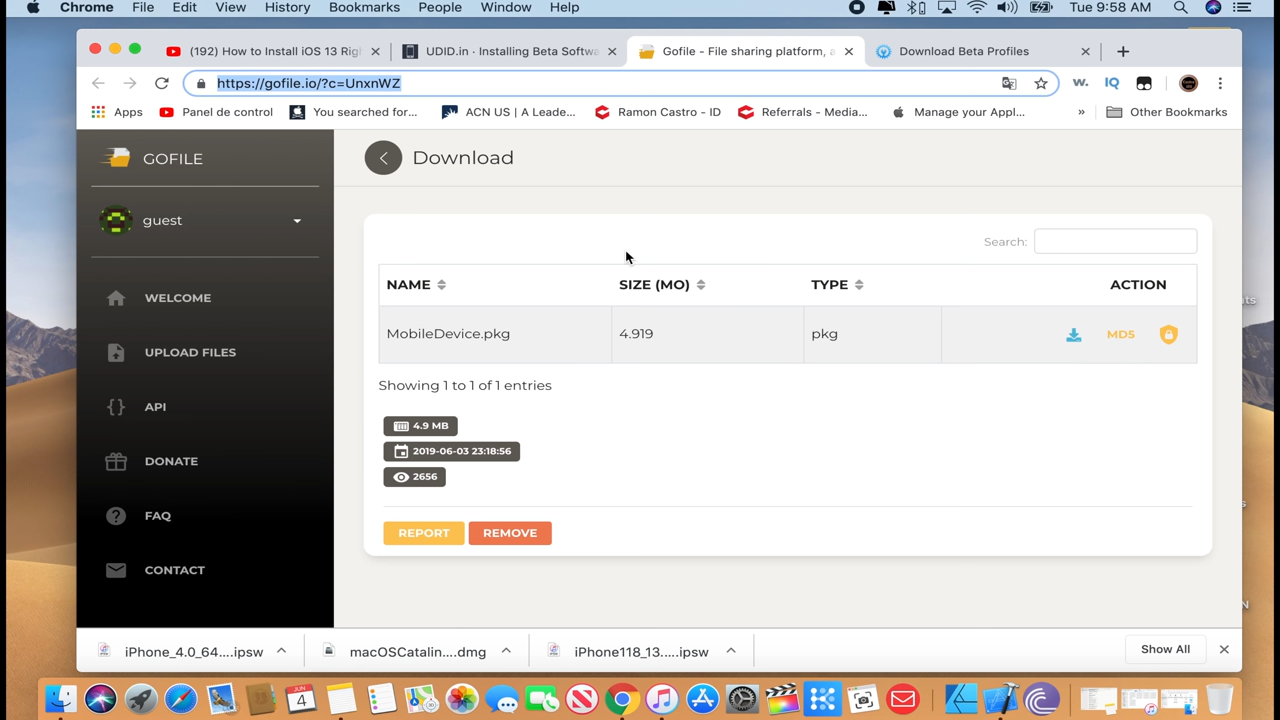 Chrome File Edit View History Bookmarks People Window Help Tue 9:58 AM
(192) How to Install iOS 13 Rig
UDID.in · Installing Beta Softwa
Gofile - File sharing platform, a
Download Beta Profiles
https://gofile.io/?c=UnxnWZ
w. IQ
Apps Panel de control You searched for... ACN US | A Leade... Ramon Castro - ID Referrals - Media... Manage your Appl... » Other Bookmarks
GOFILE
Download
guest
Search:
NAME SIZE (MO) TYPE ACTION
MobileDevice.pkg 4.919 pkg MD5
Showing 1 to 1 of 1 entries
4.9 MB
2019-06-03 23:18:56
2656
REPORT REMOVE
WELCOME
UPLOAD FILES
API
DONATE
FAQ
CONTACT
iPhone_4.0_64....ipsw macOSCatalin....dmg iPhone118_13.....ipsw Show All
JUN
4